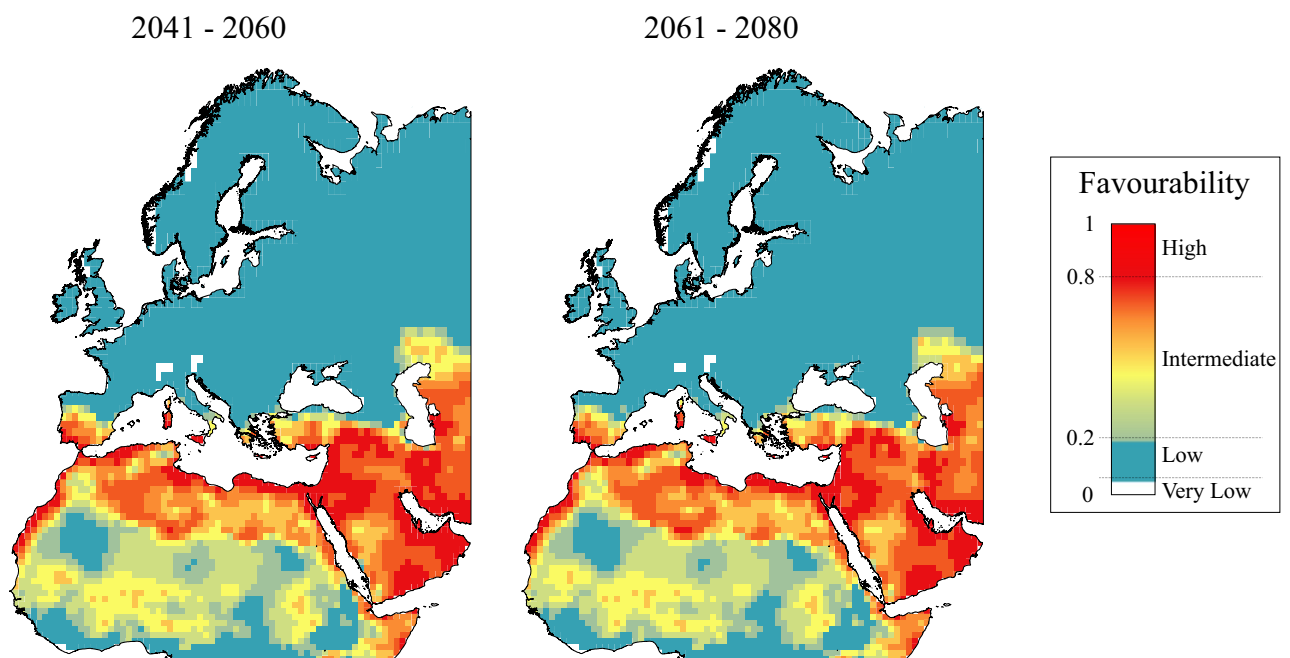 2041 - 2060
2061 - 2080
Favourability
1
High
0.8
Intermediate
0.2
Low
0
Very Low